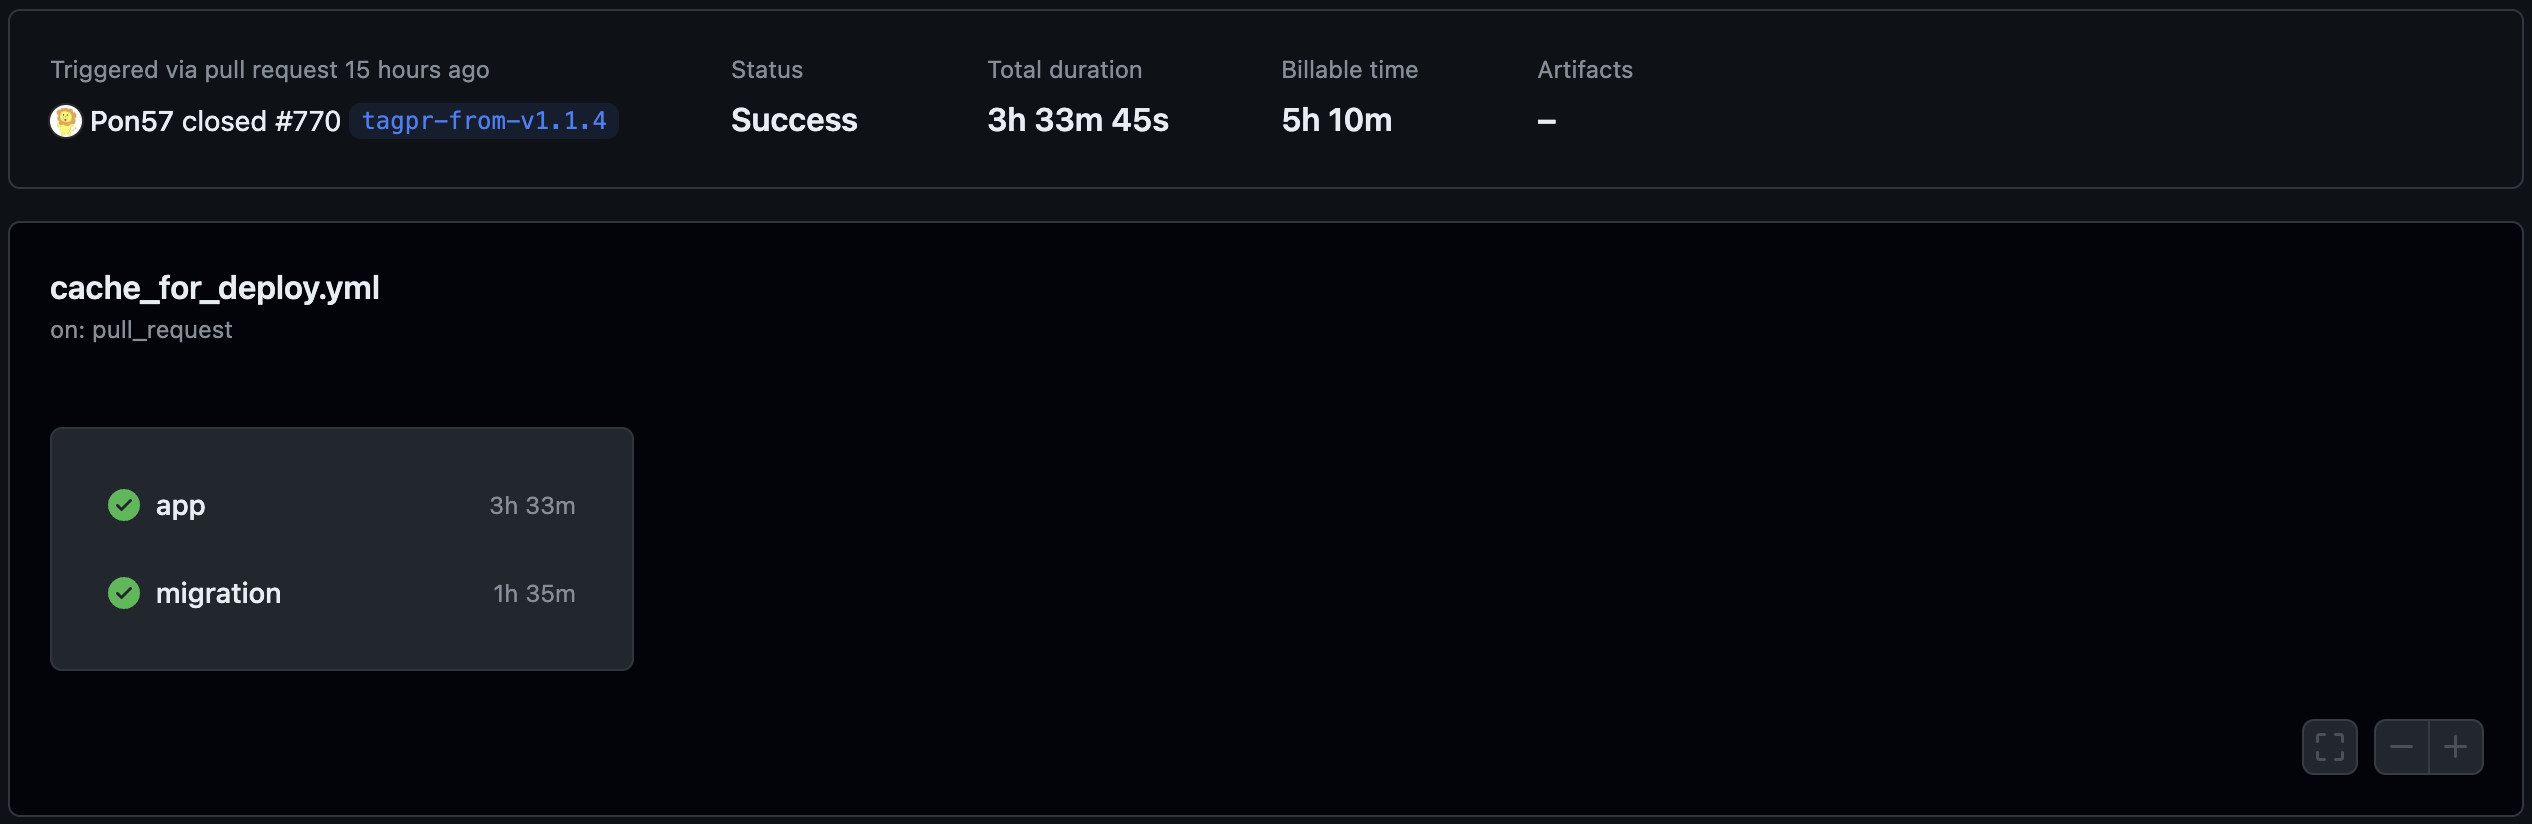 Triggered via pull request 15 hours ago
Pon57 closed #770 tagpr-from-v1.1.4
Status
Success
Total duration
3h 33m 45s
Billable time
5h 10m
Artifacts
–
cache_for_deploy.yml
on: pull_request
app 3h 33m
migration 1h 35m